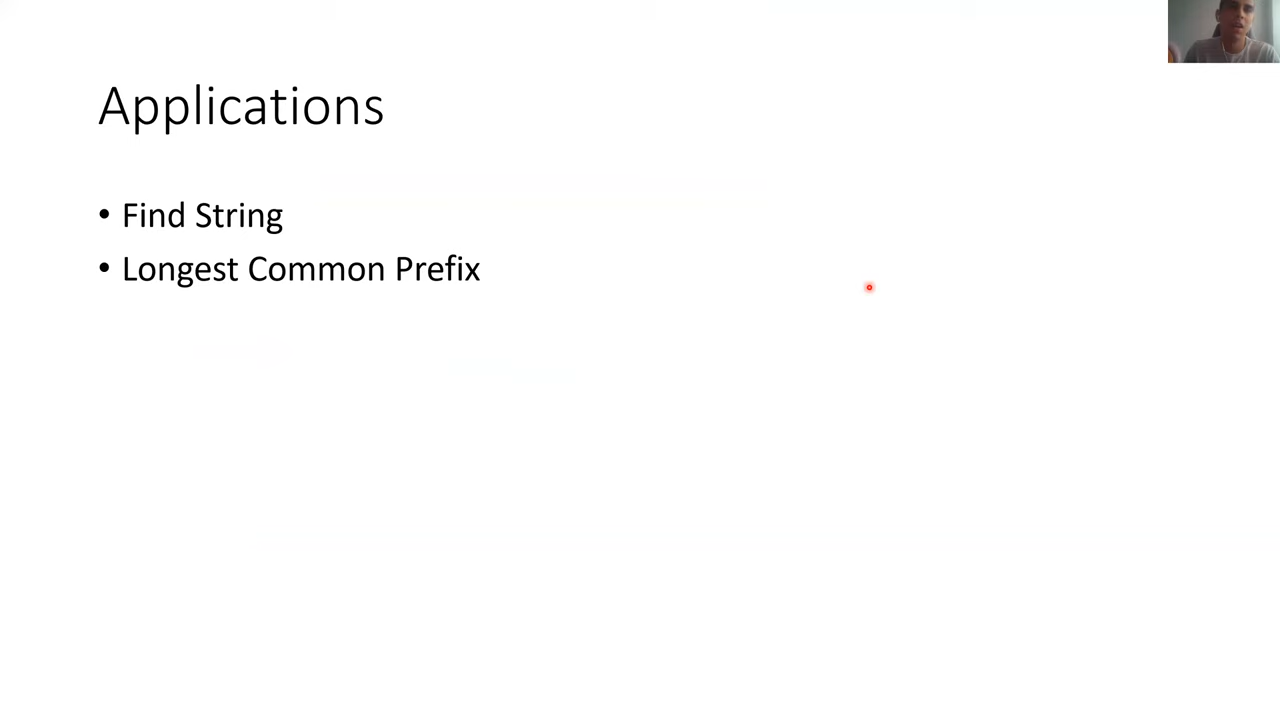 Applications
• Find String
• Longest Common Prefix